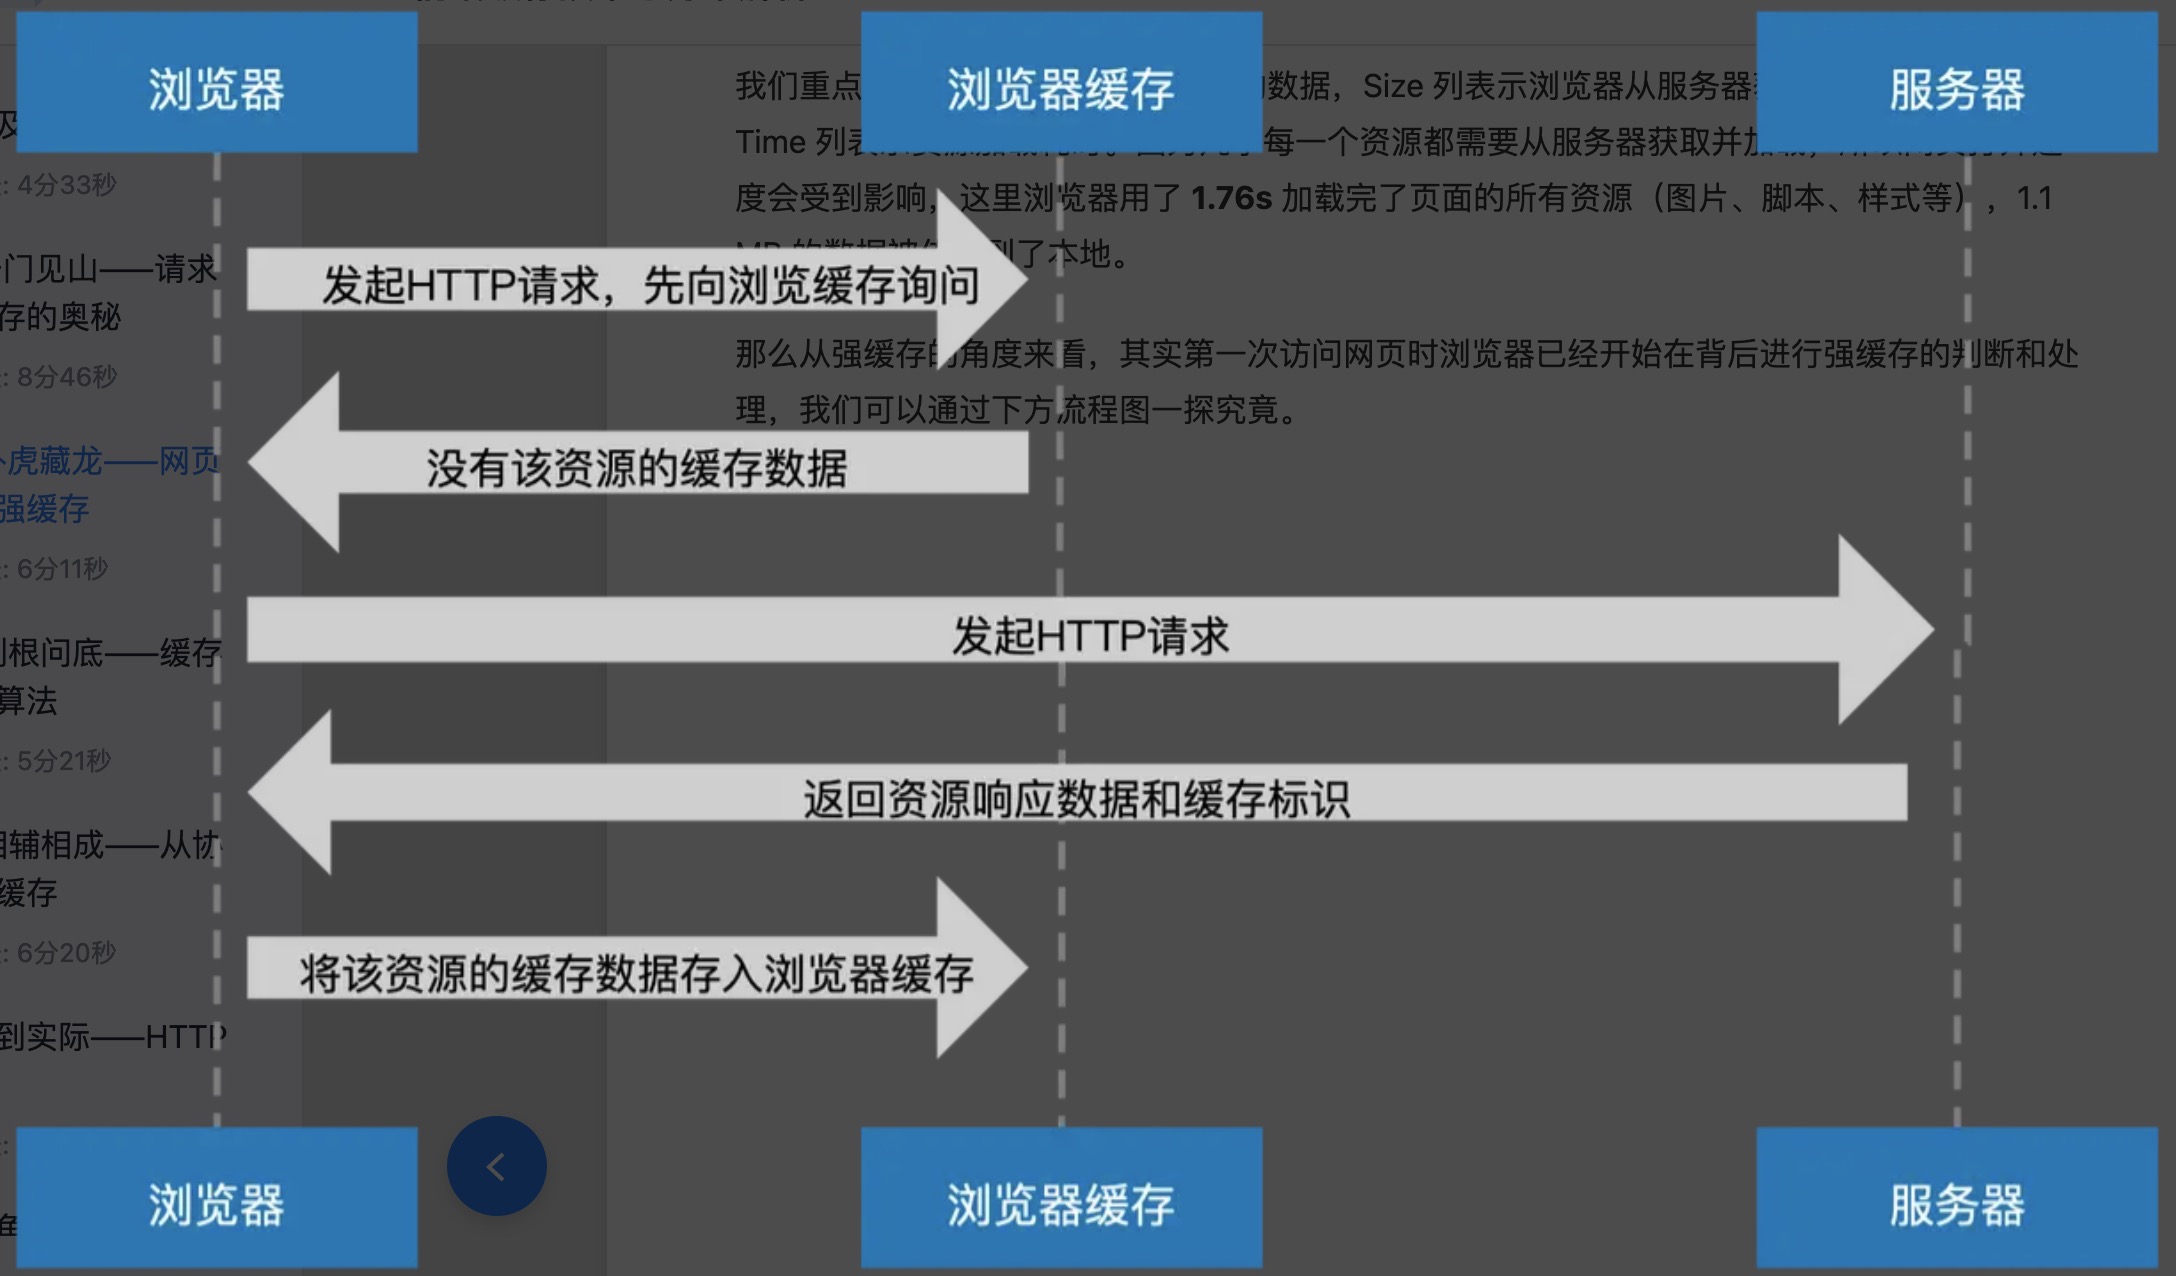 浏览器
浏览器缓存
服务器
我们重点
数据，Size 列表示浏览器从服务器
Time 列
每一个资源都需要从服务器获取并加
度会受到影响，这里浏览器用了 1.76s 加载完了页面的所有资源（图片、脚本、样式等），1.1
到了本地。
那么从强缓存的角度来看，其实第一次访问网页时浏览器已经开始在背后进行强缓存的判断和处
理，我们可以通过下方流程图一探究竟。
发起HTTP请求，先向浏览缓存询问
没有该资源的缓存数据
发起HTTP请求
返回资源响应数据和缓存标识
将该资源的缓存数据存入浏览器缓存
及
: 4分33秒
门见山——请求
存的奥秘
: 8分46秒
虎藏龙——网页
强缓存
: 6分11秒
根问底——缓存
算法
: 5分21秒
辅相成——从协
缓存
: 6分20秒
到实际——HTTP
:
浏览器
浏览器缓存
服务器